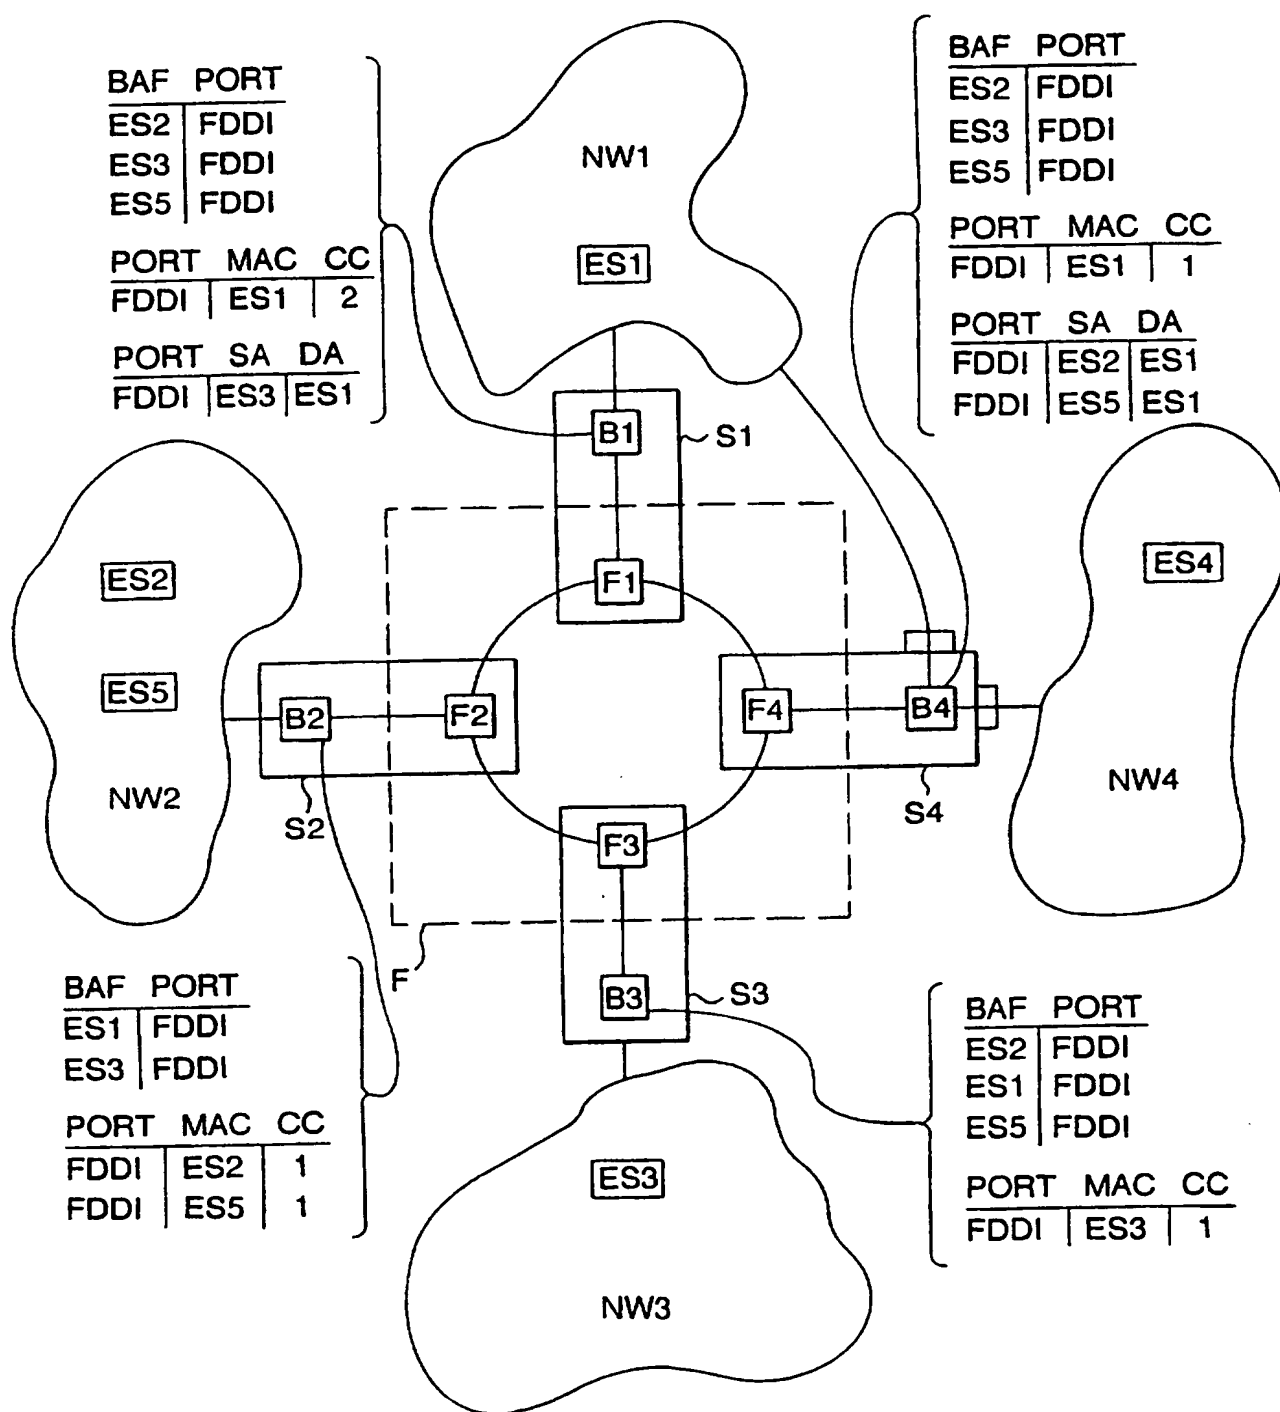 BAF PORT
ES2 FDDI
ES3 FDDI
ES5 FDDI
PORT MAC CC
FDDI ES1 2
PORT SA DA
FDDI ES3 ES1
BAF PORT
ES2 FDDI
ES3 FDDI
ES5 FDDI
PORT MAC CC
FDDI ES1 1
PORT SA DA
FDDI ES2 ES1
FDDI ES5 ES1
NW1
ES1
B1
S1
F1
ES2
ES5
NW2
B2
F2
S2
F4
B4
S4
ES4
NW4
F3
F
B3
S3
ES3
NW3
BAF PORT
ES1 FDDI
ES3 FDDI
PORT MAC CC
FDDI ES2 1
FDDI ES5 1
BAF PORT
ES2 FDDI
ES1 FDDI
ES5 FDDI
PORT MAC CC
FDDI ES3 1